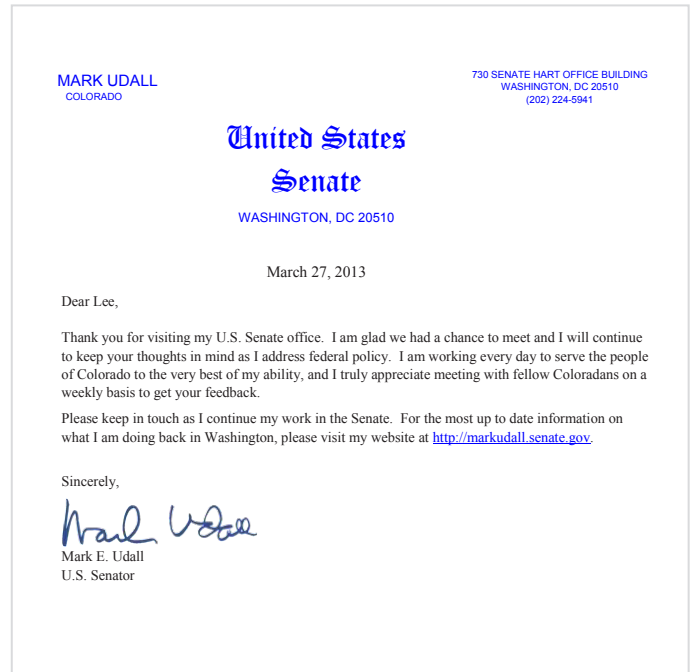 MARK UDALL
COLORADO
730 SENATE HART OFFICE BUILDING
WASHINGTON, DC 20510
(202) 224-5941
United States
Senate
WASHINGTON, DC 20510
March 27, 2013
Dear Lee,
Thank you for visiting my U.S. Senate office.  I am glad we had a chance to meet and I will continue
to keep your thoughts in mind as I address federal policy.  I am working every day to serve the people
of Colorado to the very best of my ability, and I truly appreciate meeting with fellow Coloradans on a
weekly basis to get your feedback.
Please keep in touch as I continue my work in the Senate.  For the most up to date information on
what I am doing back in Washington, please visit my website at http://markudall.senate.gov.
Sincerely,
Mark Udall
Mark E. Udall
U.S. Senator